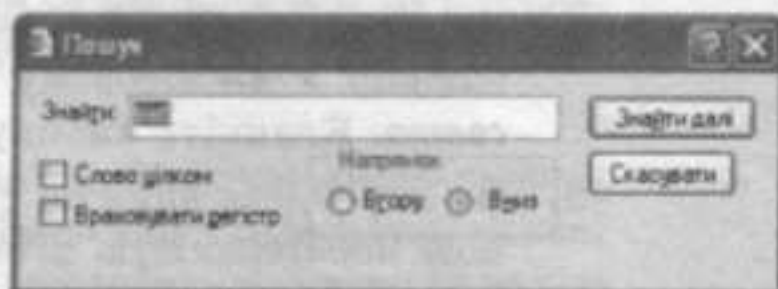 Пошук
Знайти:
Знайти далі
Слово цілком
Напрямок
Скасувати
Враховувати регістр
Вгору
Вниз